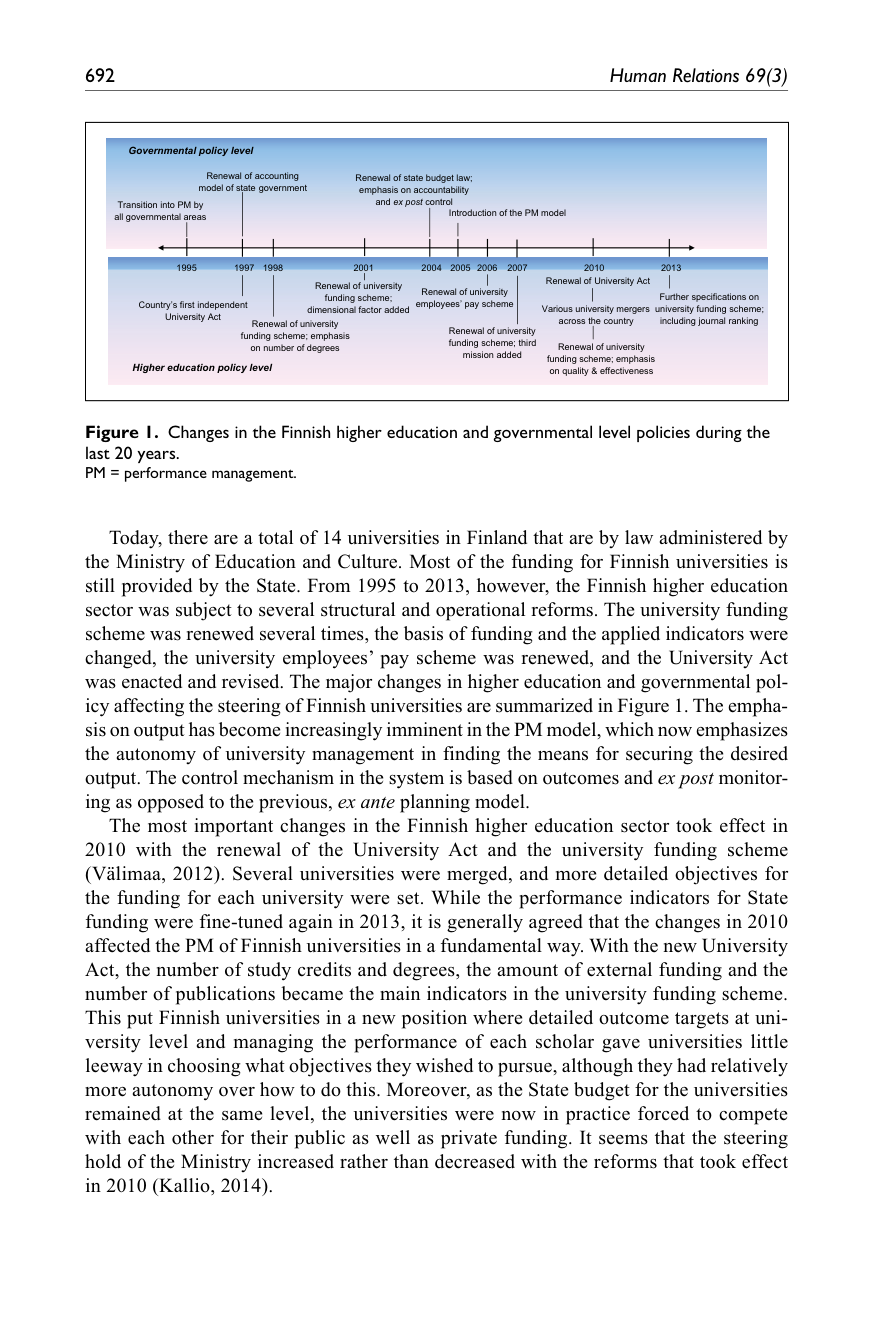 692
Human Relations 69(3)
Governmental policy level
Renewal of accounting
model of state government
Renewal of state budget law;
emphasis on accountability
and ex post control
Transition into PM by
all governmental areas
Introduction of the PM model
1995 1997 1998 2001 2004 2005 2006 2007 2010 2013
Country's first independent
University Act
Renewal of university
funding scheme; emphasis
on number of degrees
Renewal of university
funding scheme;
dimensional factor added
Renewal of university
employees' pay scheme
Renewal of university
funding scheme; third
mission added
Renewal of University Act
Various university mergers
across the country
Renewal of university
funding scheme; emphasis
on quality & effectiveness
Further specifications on
university funding scheme;
including journal ranking
Higher education policy level
Figure 1. Changes in the Finnish higher education and governmental level policies during the
last 20 years.
PM = performance management.
Today, there are a total of 14 universities in Finland that are by law administered by
the Ministry of Education and Culture. Most of the funding for Finnish universities is
still provided by the State. From 1995 to 2013, however, the Finnish higher education
sector was subject to several structural and operational reforms. The university funding
scheme was renewed several times, the basis of funding and the applied indicators were
changed, the university employees' pay scheme was renewed, and the University Act
was enacted and revised. The major changes in higher education and governmental pol-
icy affecting the steering of Finnish universities are summarized in Figure 1. The empha-
sis on output has become increasingly imminent in the PM model, which now emphasizes
the autonomy of university management in finding the means for securing the desired
output. The control mechanism in the system is based on outcomes and ex post monitor-
ing as opposed to the previous, ex ante planning model.
The most important changes in the Finnish higher education sector took effect in
2010 with the renewal of the University Act and the university funding scheme
(Välimaa, 2012). Several universities were merged, and more detailed objectives for
the funding for each university were set. While the performance indicators for State
funding were fine-tuned again in 2013, it is generally agreed that the changes in 2010
affected the PM of Finnish universities in a fundamental way. With the new University
Act, the number of study credits and degrees, the amount of external funding and the
number of publications became the main indicators in the university funding scheme.
This put Finnish universities in a new position where detailed outcome targets at uni-
versity level and managing the performance of each scholar gave universities little
leeway in choosing what objectives they wished to pursue, although they had relatively
more autonomy over how to do this. Moreover, as the State budget for the universities
remained at the same level, the universities were now in practice forced to compete
with each other for their public as well as private funding. It seems that the steering
hold of the Ministry increased rather than decreased with the reforms that took effect
in 2010 (Kallio, 2014).